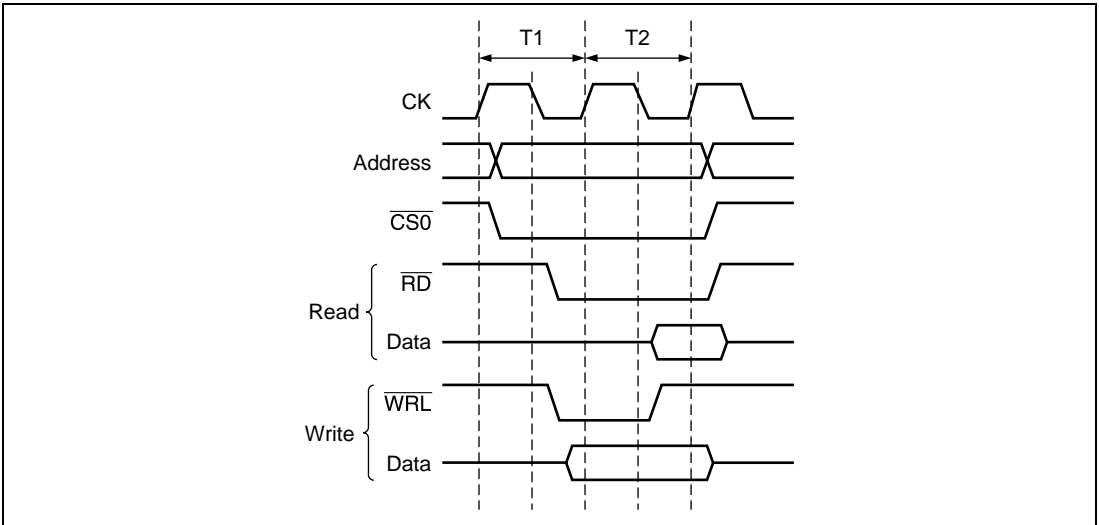 T1 T2
CK
Address
CS0
RD
Read
Data
WRL
Write
Data